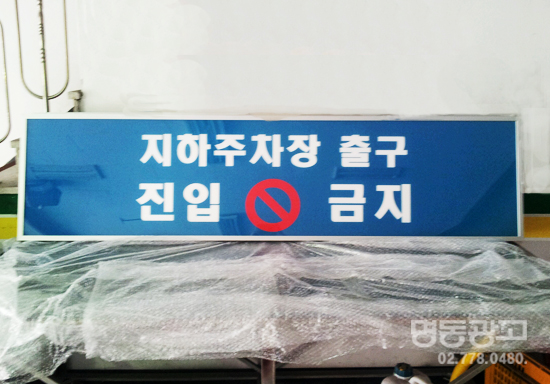 지하주차장 출구
진입 금지
명동광고
02.778.0480.